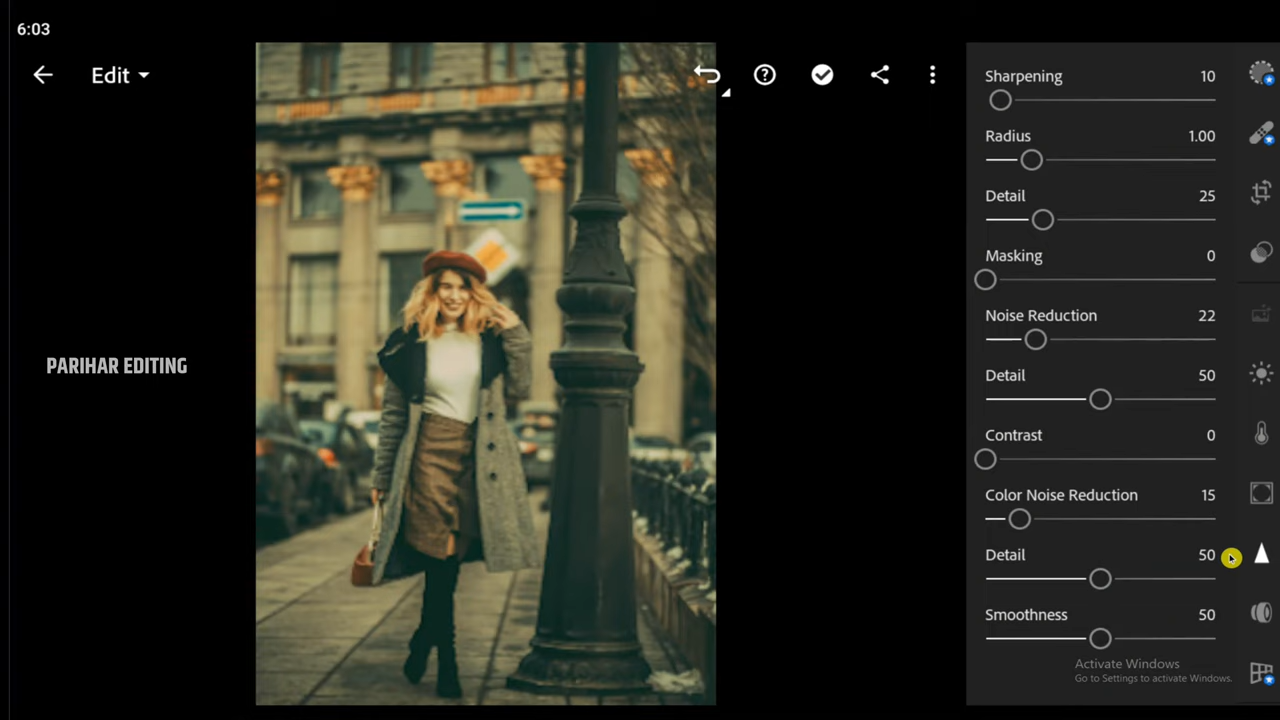 6:03
Edit
PARIHAR EDITING
Sharpening 10
Radius 1.00
Detail 25
Masking 0
Noise Reduction 22
Detail 50
Contrast 0
Color Noise Reduction 15
Detail 50
Smoothness 50
Activate Windows
Go to Settings to activate Windows.